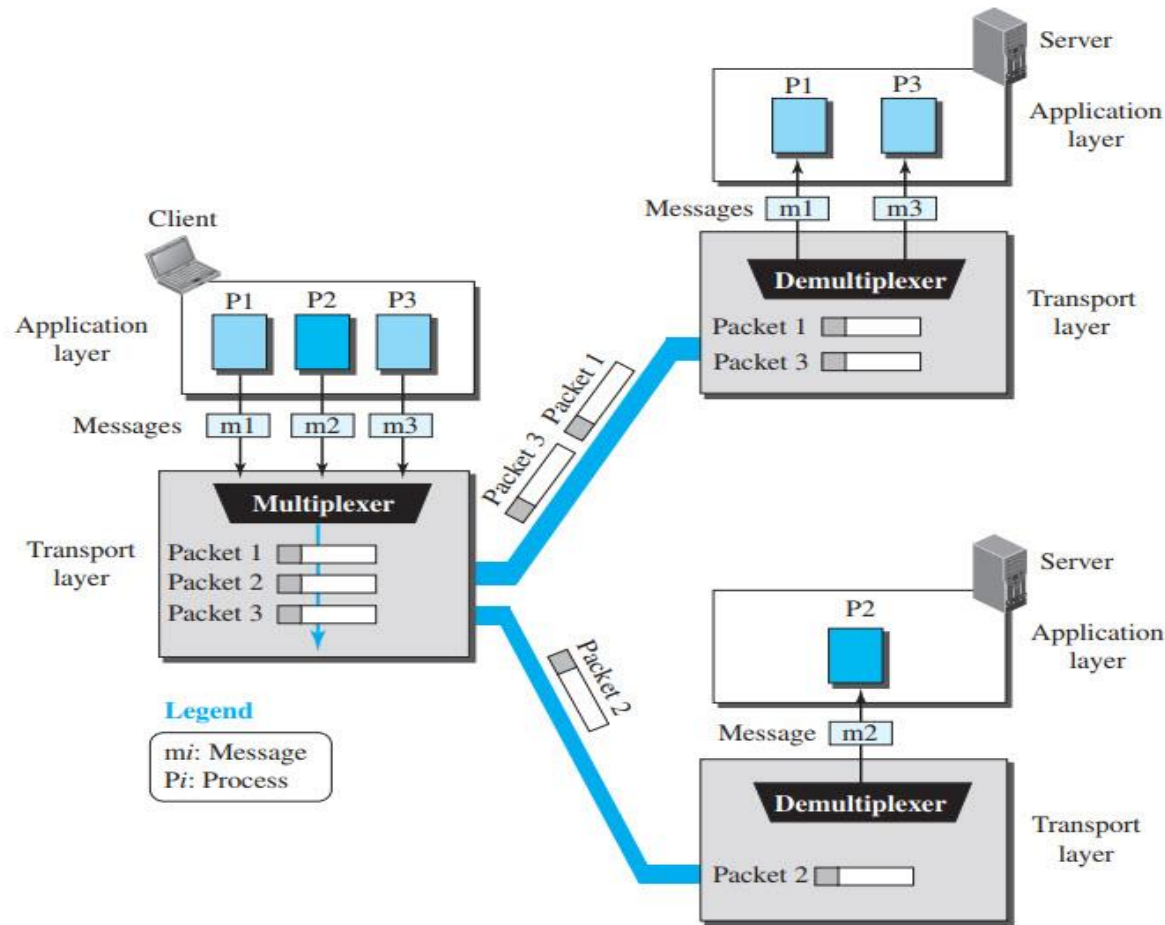 Server
P1 P3
Application
layer
Messages m1 m3
Demultiplexer
Transport
layer
Packet 1
Packet 3
Client
P1 P2 P3
Application
layer
Messages m1 m2 m3
Multiplexer
Transport
layer
Packet 1
Packet 2
Packet 3
Packet 1
Packet 3
Packet 2
Server
P2
Application
layer
Message m2
Demultiplexer
Transport
layer
Packet 2
Legend
mi: Message
Pi: Process